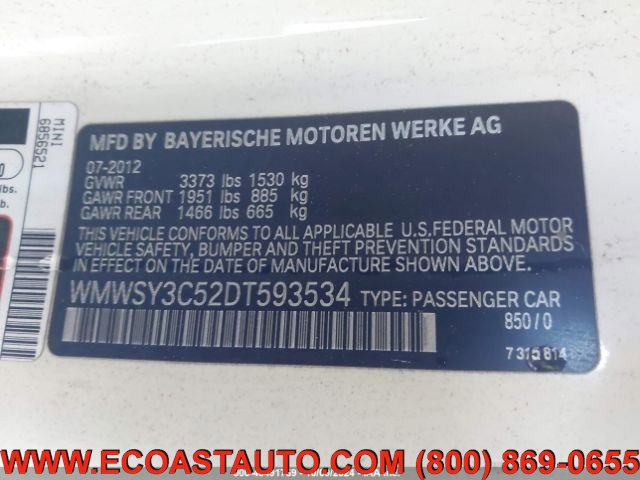 MFD BY BAYERISCHE MOTOREN WERKE AG
07-2012
GVWR 3373 lbs 1530 kg
GAWR FRONT 1951 lbs 885 kg
GAWR REAR 1466 lbs 665 kg
THIS VEHICLE CONFORMS TO ALL APPLICABLE U.S.FEDERAL MOTOR
VEHICLE SAFETY, BUMPER AND THEFT PREVENTION STANDARDS
IN EFFECT ON THE DATE OF MANUFACTURE SHOWN ABOVE.
WMWSY3C52DT593534 TYPE: PASSENGER CAR
850/0
7 315 814
MINI
6856521
0
lbs.
b.
WWW.ECOASTAUTO.COM (800) 869-0655